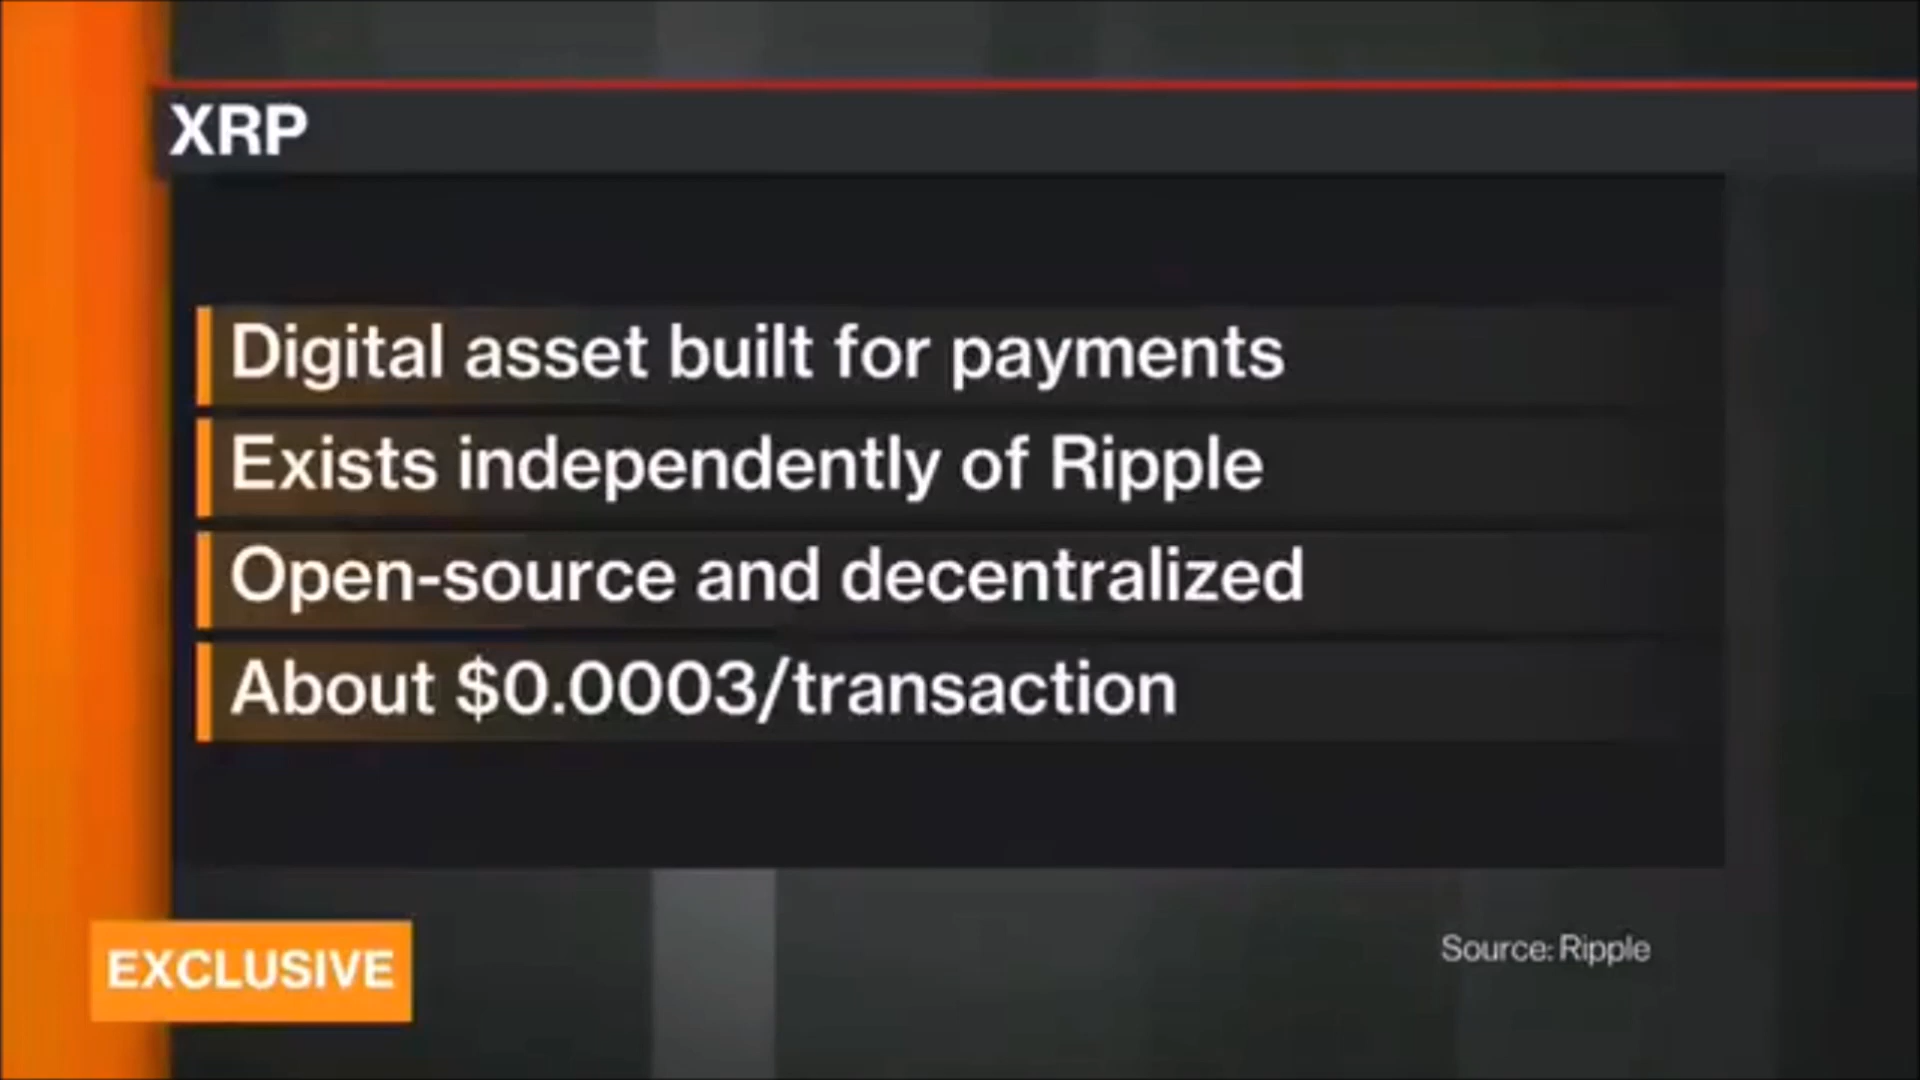 XRP
Digital asset built for payments
Exists independently of Ripple
Open-source and decentralized
About $0.0003/transaction
EXCLUSIVE
Source: Ripple